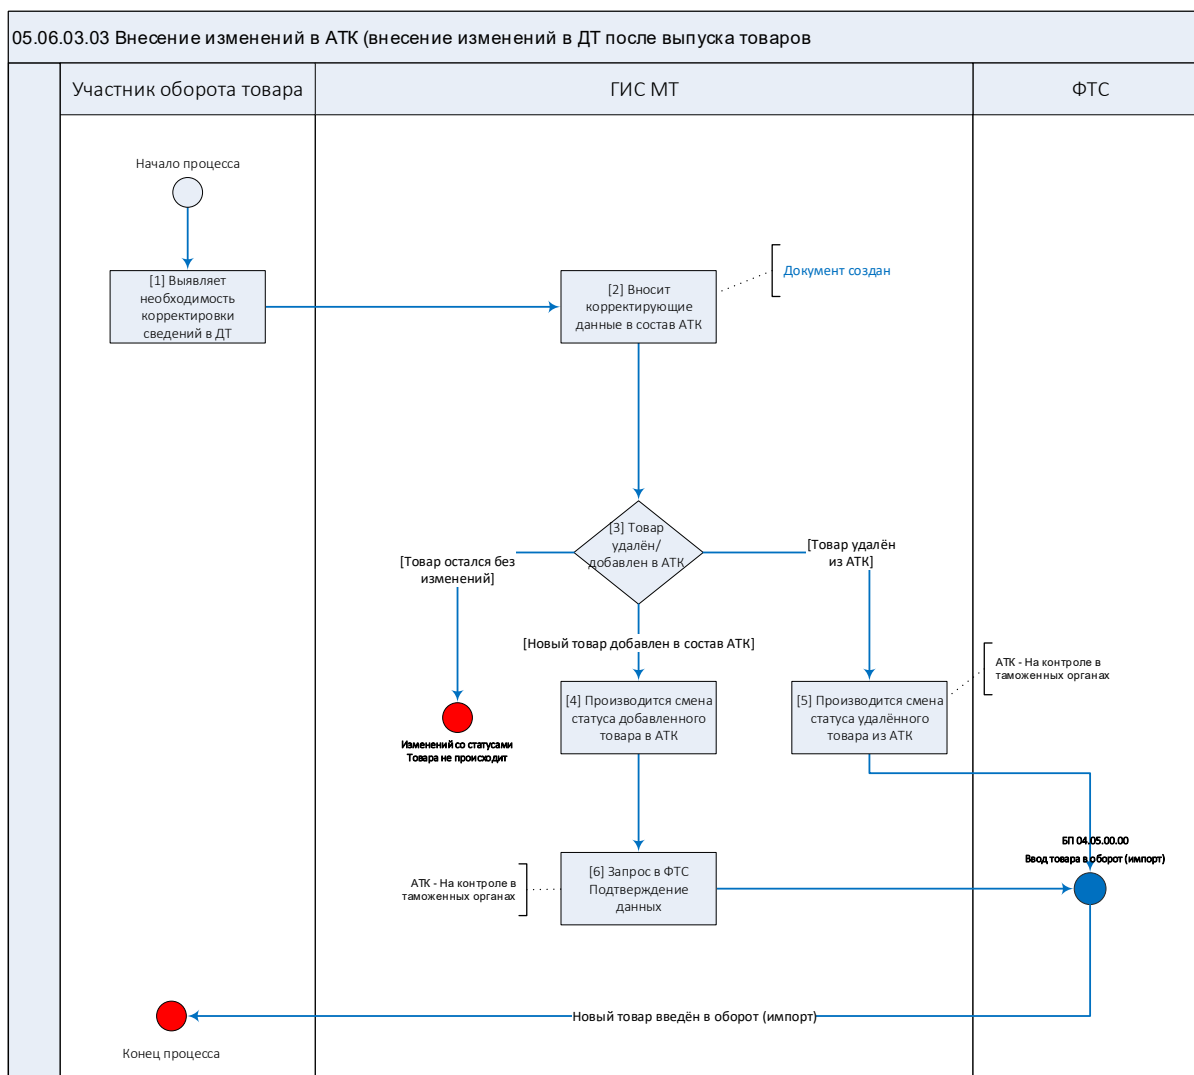 05.06.03.03 Внесение изменений в АТК (внесение изменений в ДТ после выпуска товаров
Участник оборота товара
ГИС МТ
ФТС
Начало процесса
[1] Выявляет
необходимость
корректировки
сведений в ДТ
[2] Вносит
корректирующие
данные в состав АТК
Документ создан
[3] Товар
удалён/
добавлен в АТК
[Товар остался без
изменений]
[Товар удалён
из АТК]
[Новый товар добавлен в состав АТК]
АТК - На контроле в
таможенных органах
[4] Производится смена
статуса добавленного
товара в АТК
[5] Производится смена
статуса удалённого
товара из АТК
Изменений со статусами
Товара не происходит
БП 04.05.00.00
Ввод товара в оборот (импорт)
[6] Запрос в ФТС
Подтверждение
данных
АТК - На контроле в
таможенных органах
Новый товар введён в оборот (импорт)
Конец процесса